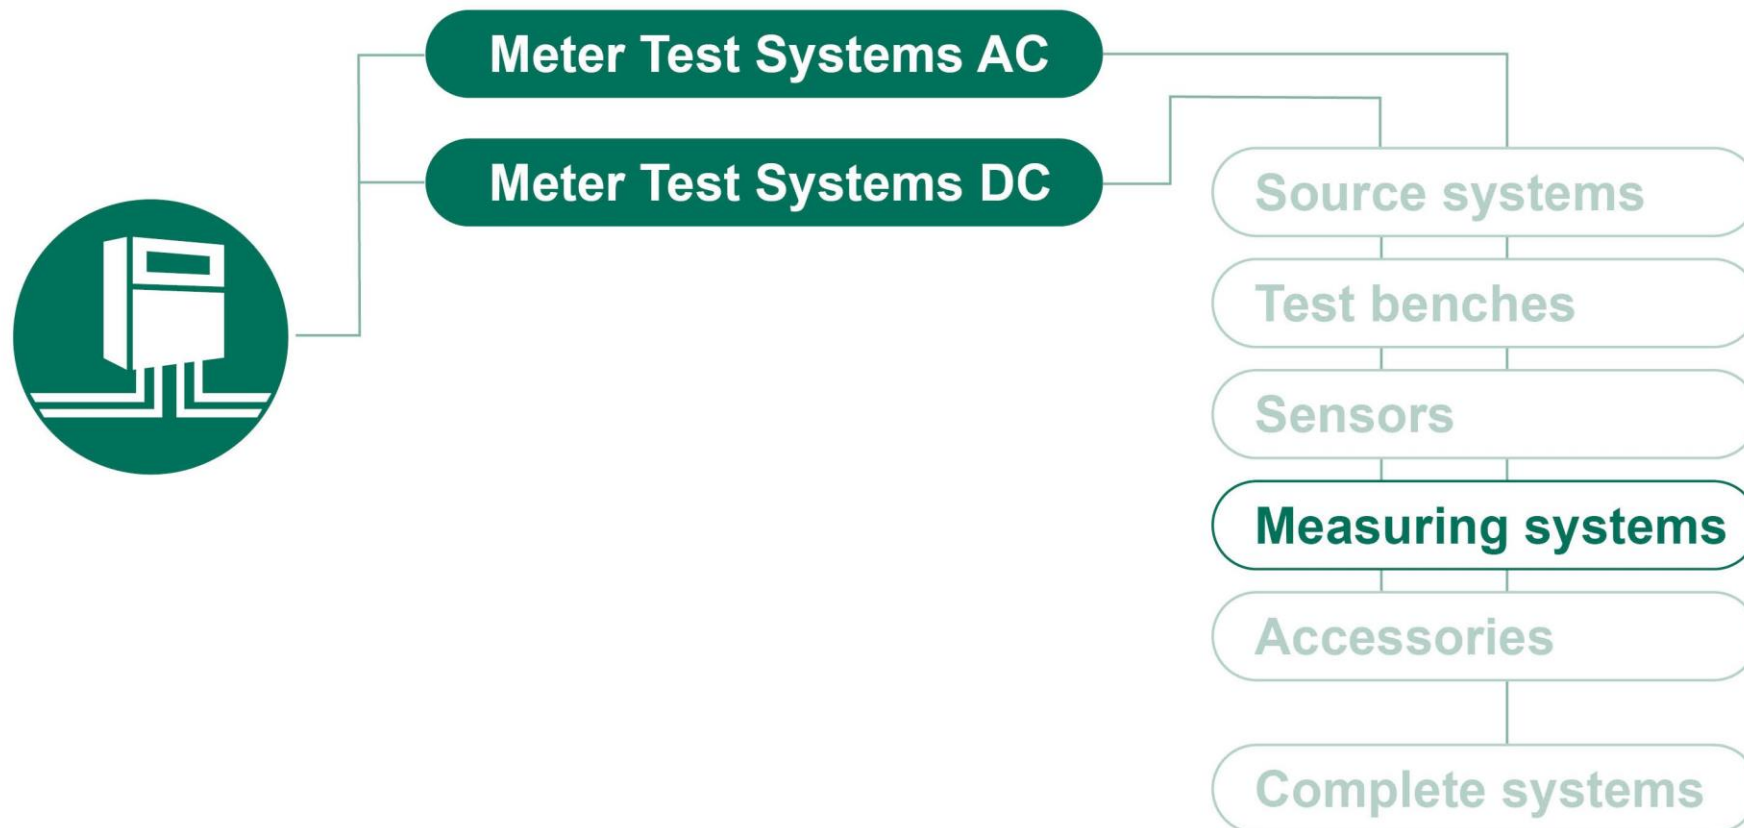 Meter Test Systems AC
Meter Test Systems DC
Source systems
Test benches
Sensors
Measuring systems
Accessories
Complete systems